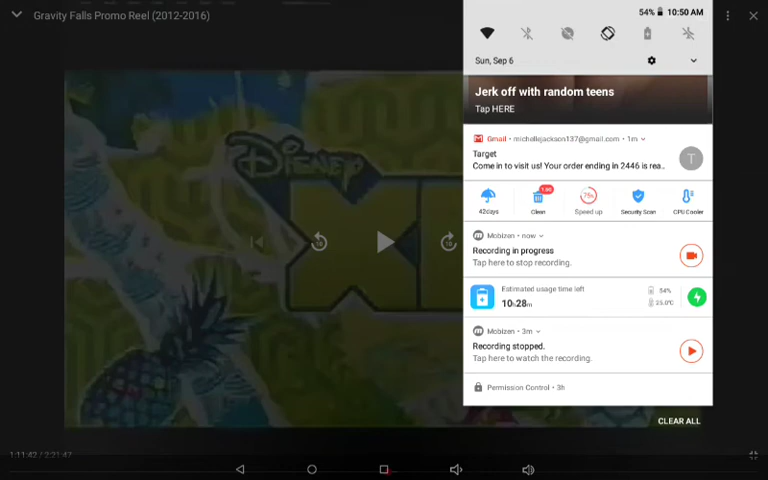 Gravity Falls Promo Reel (2012-2016)
54% 10:50 AM
Sun, Sep 6
Jerk off with random teens
Tap HERE
Gmail • michellejackson137@gmail.com • 1m
Target
Come in to visit us! Your order ending in 2446 is rea..
T
42days
Clean
75%
Speed up
Security Scan
CPU Cooler
Mobizen • now
Recording in progress
Tap here to stop recording.
Estimated usage time left
10h28m
54%
25.0°C
Mobizen • 3m
Recording stopped.
Tap here to watch the recording.
Permission Control • 3h
CLEAR ALL
DISNEY
X
10
10
1:11:42 / 2:21:47